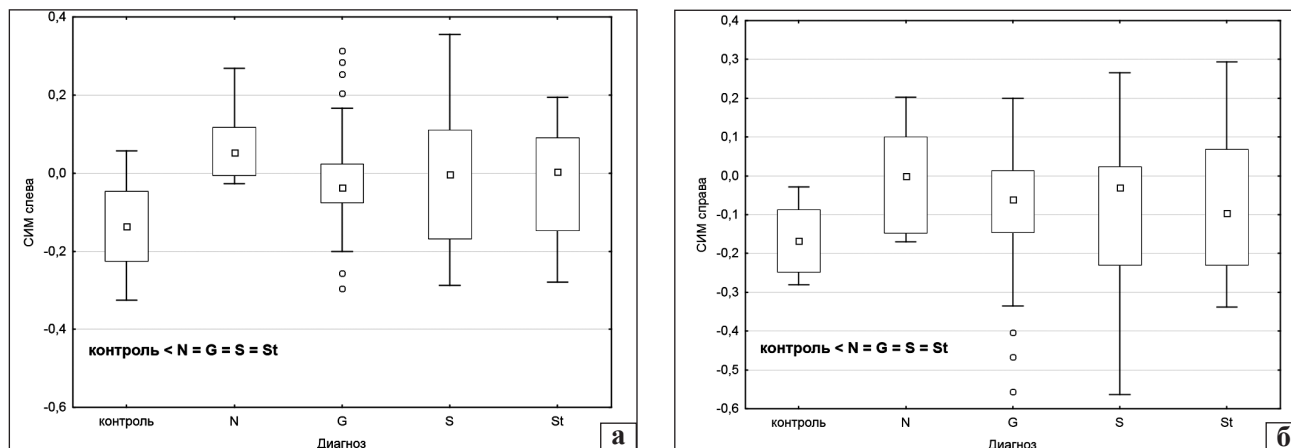 0,4
0,2
0,0
-0,2
-0,4
-0,6
СИМ слева
контроль < N = G = S = St
контроль N G S St
Диагноз
а
0,4
0,3
0,2
0,1
0,0
-0,1
-0,2
-0,3
-0,4
-0,5
-0,6
СИМ справа
контроль < N = G = S = St
контроль N G S St
Диагноз
б